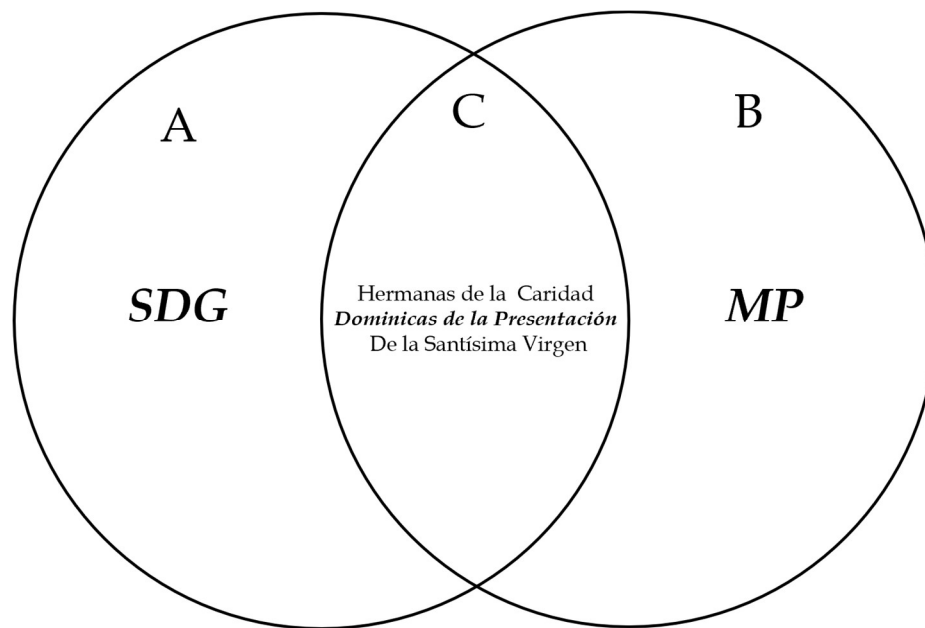 A
C
B
SDG
Hermanas de la Caridad
Dominicas de la Presentación
De la Santísima Virgen
MP